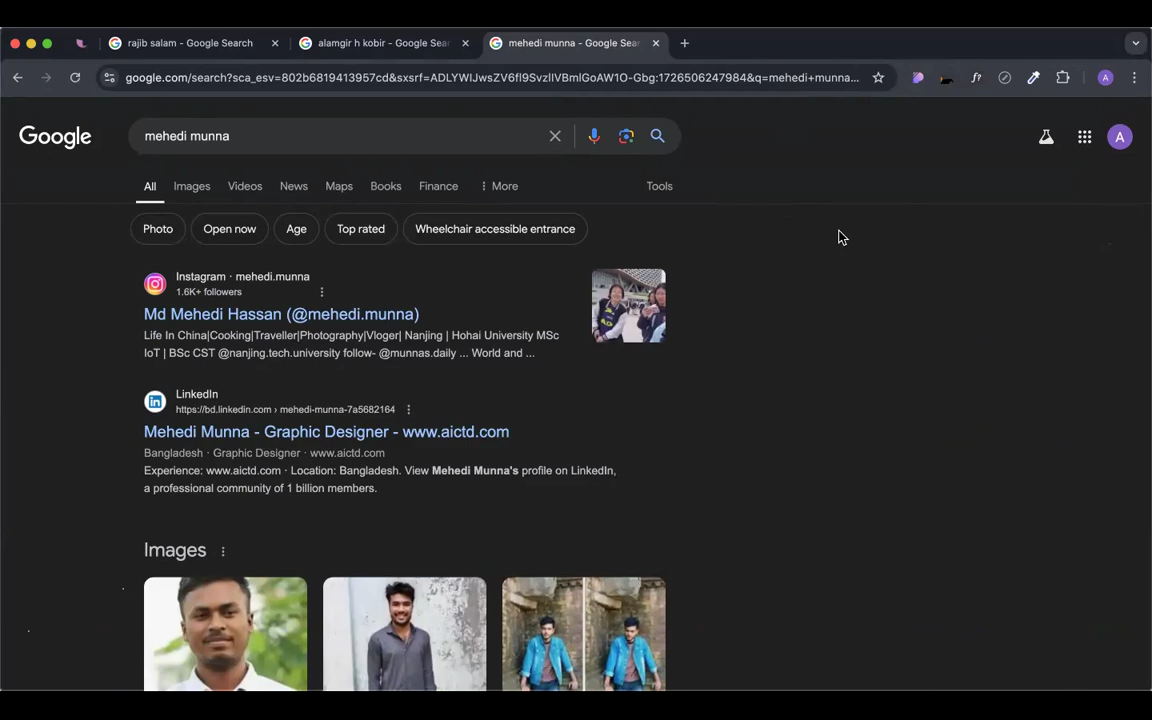 rajib salam - Google Search
alamgir h kobir - Google Sear
mehedi munna - Google Sear
google.com/search?sca_esv=802b6819413957cd&sxsrf=ADLYWIJwsZV6fl9SvzlIVBmlGoAW1O-Gbg:1726506247984&q=mehedi+munna...
A
Google
mehedi munna
A
All Images Videos News Maps Books Finance More Tools
Photo Open now Age Top rated Wheelchair accessible entrance
Instagram · mehedi.munna
1.6K+ followers
Md Mehedi Hassan (@mehedi.munna)
Life In China|Cooking|Traveller|Photography|Vloger| Nanjing | Hohai University MSc
IoT | BSc CST @nanjing.tech.university follow- @munnas.daily ... World and ...
LinkedIn
https://bd.linkedin.com › mehedi-munna-7a5682164
Mehedi Munna - Graphic Designer - www.aictd.com
Bangladesh · Graphic Designer · www.aictd.com
Experience: www.aictd.com · Location: Bangladesh. View Mehedi Munna's profile on LinkedIn,
a professional community of 1 billion members.
Images